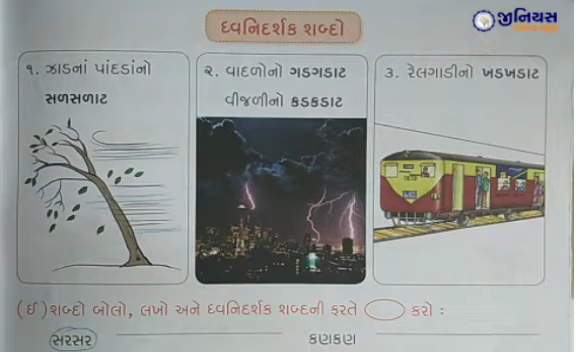 ધ્વનિદર્શક શબ્દો
જીનિયસ
૧. ઝાડનાં પાંદડાંનો
સળસળાટ
૨. વાદળોનો ગડગડાટ
વીજળીનો કડકડાટ
૩. રેલગાડીનો ખડખડાટ
(ઈ) શબ્દો બોલો, લખો અને ધ્વનિદર્શક શબ્દની ફરતે કરો :
સરસર
કણકણ